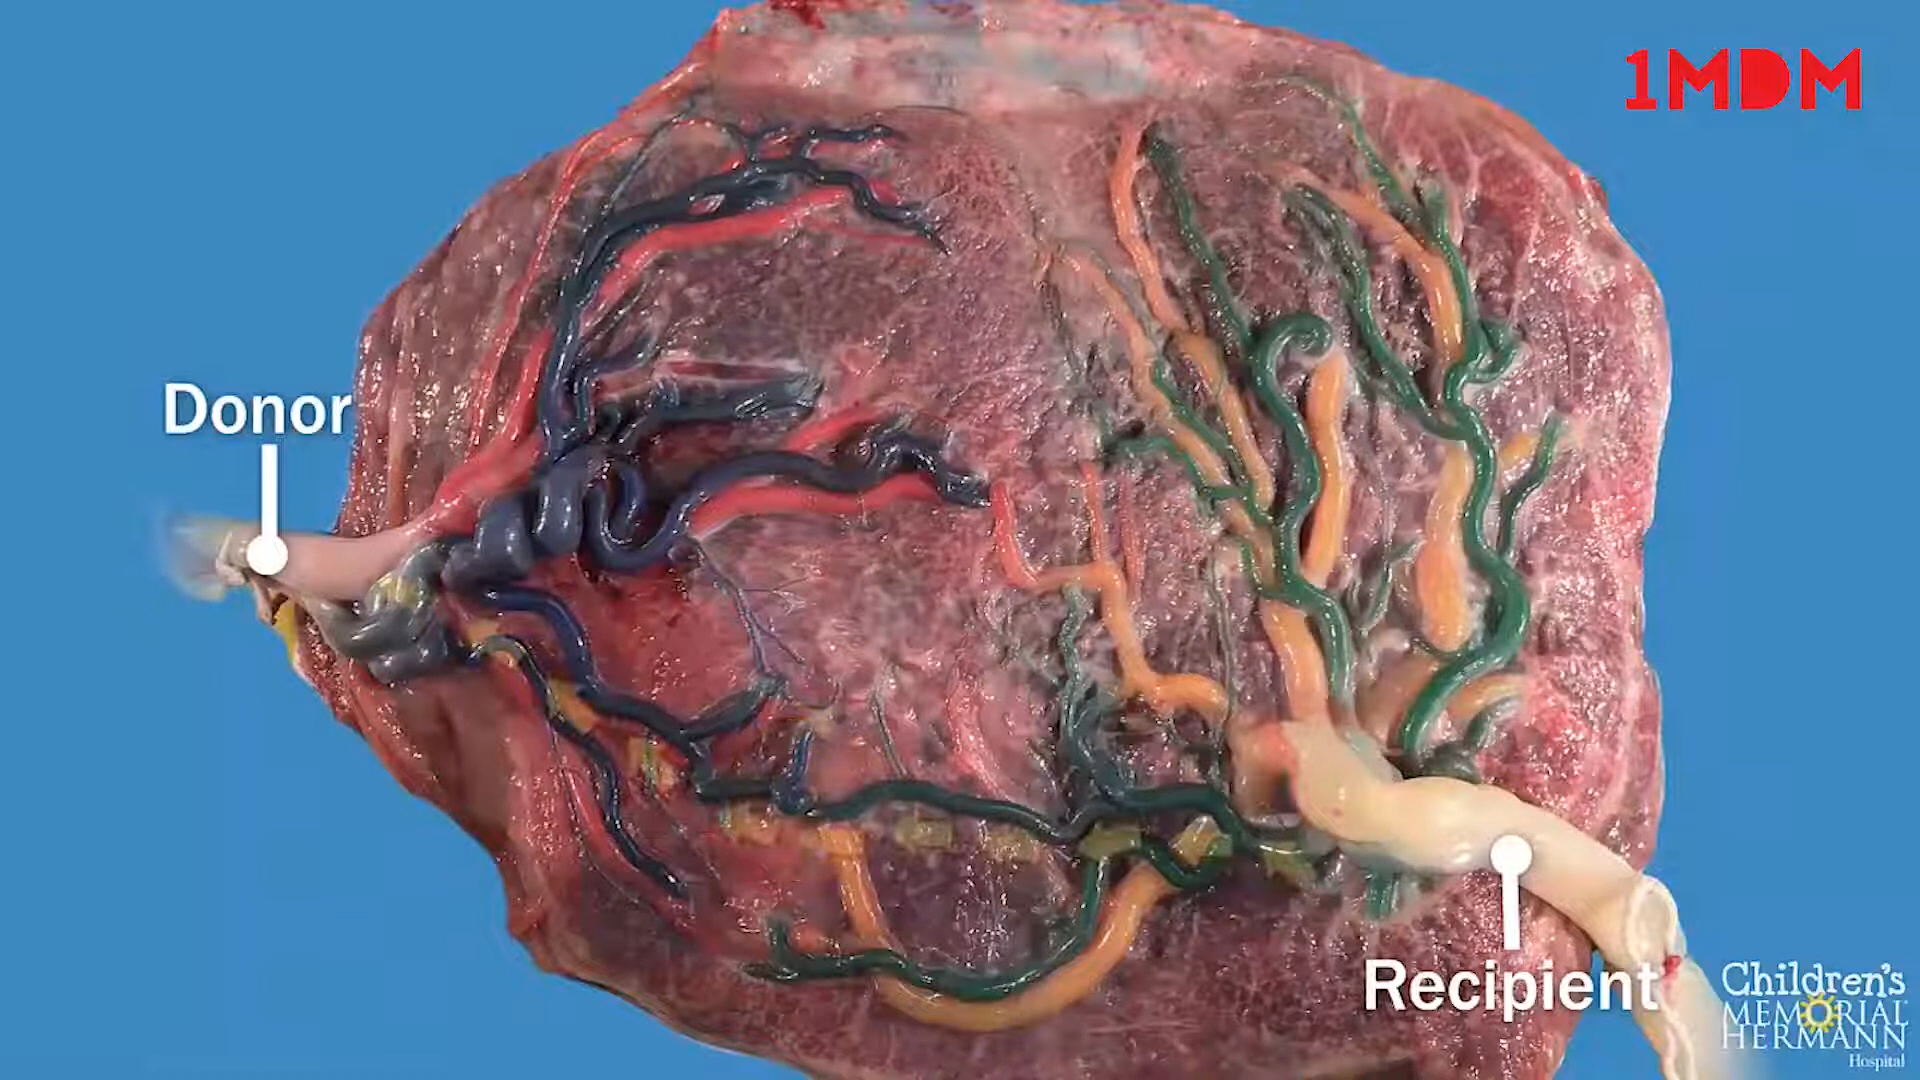 1MDM
Donor
Recipient
Children's
MEMORIAL
HERMANN
Hospital